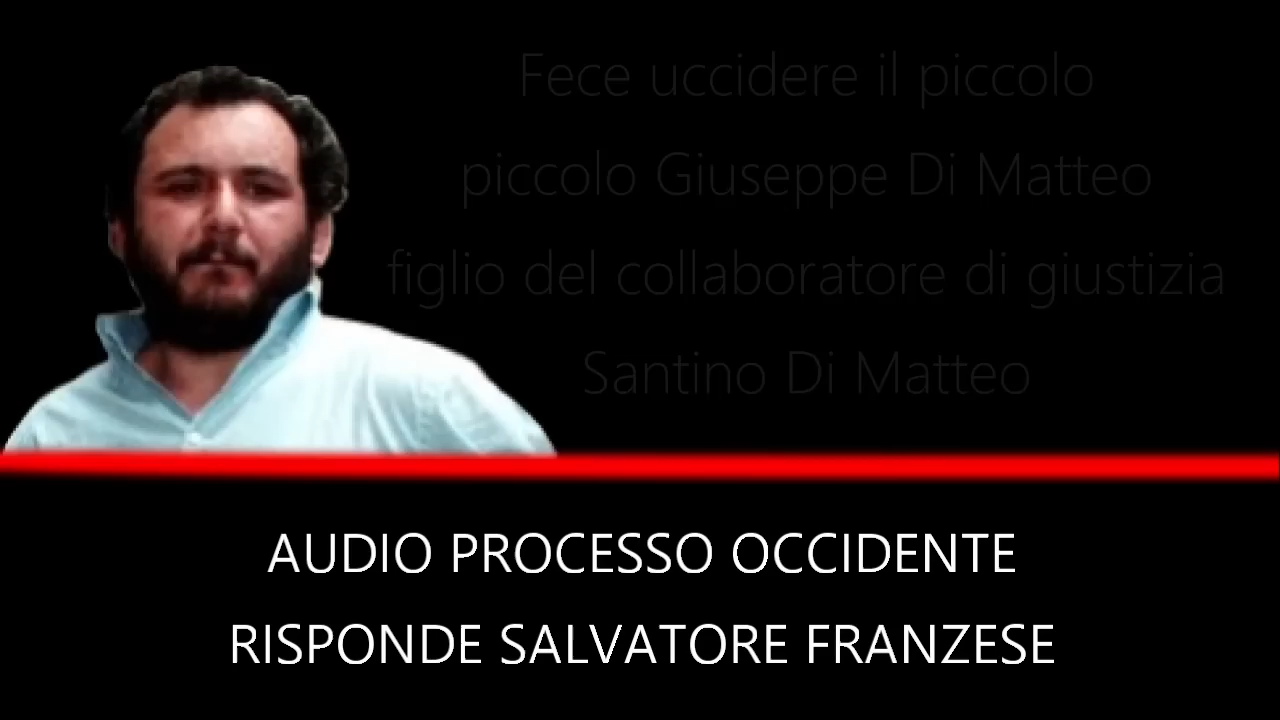 Fece uccidere il piccolo
piccolo Giuseppe Di Matteo
figlio del collaboratore di giustizia
Santino Di Matteo
AUDIO PROCESSO OCCIDENTE
RISPONDE SALVATORE FRANZESE